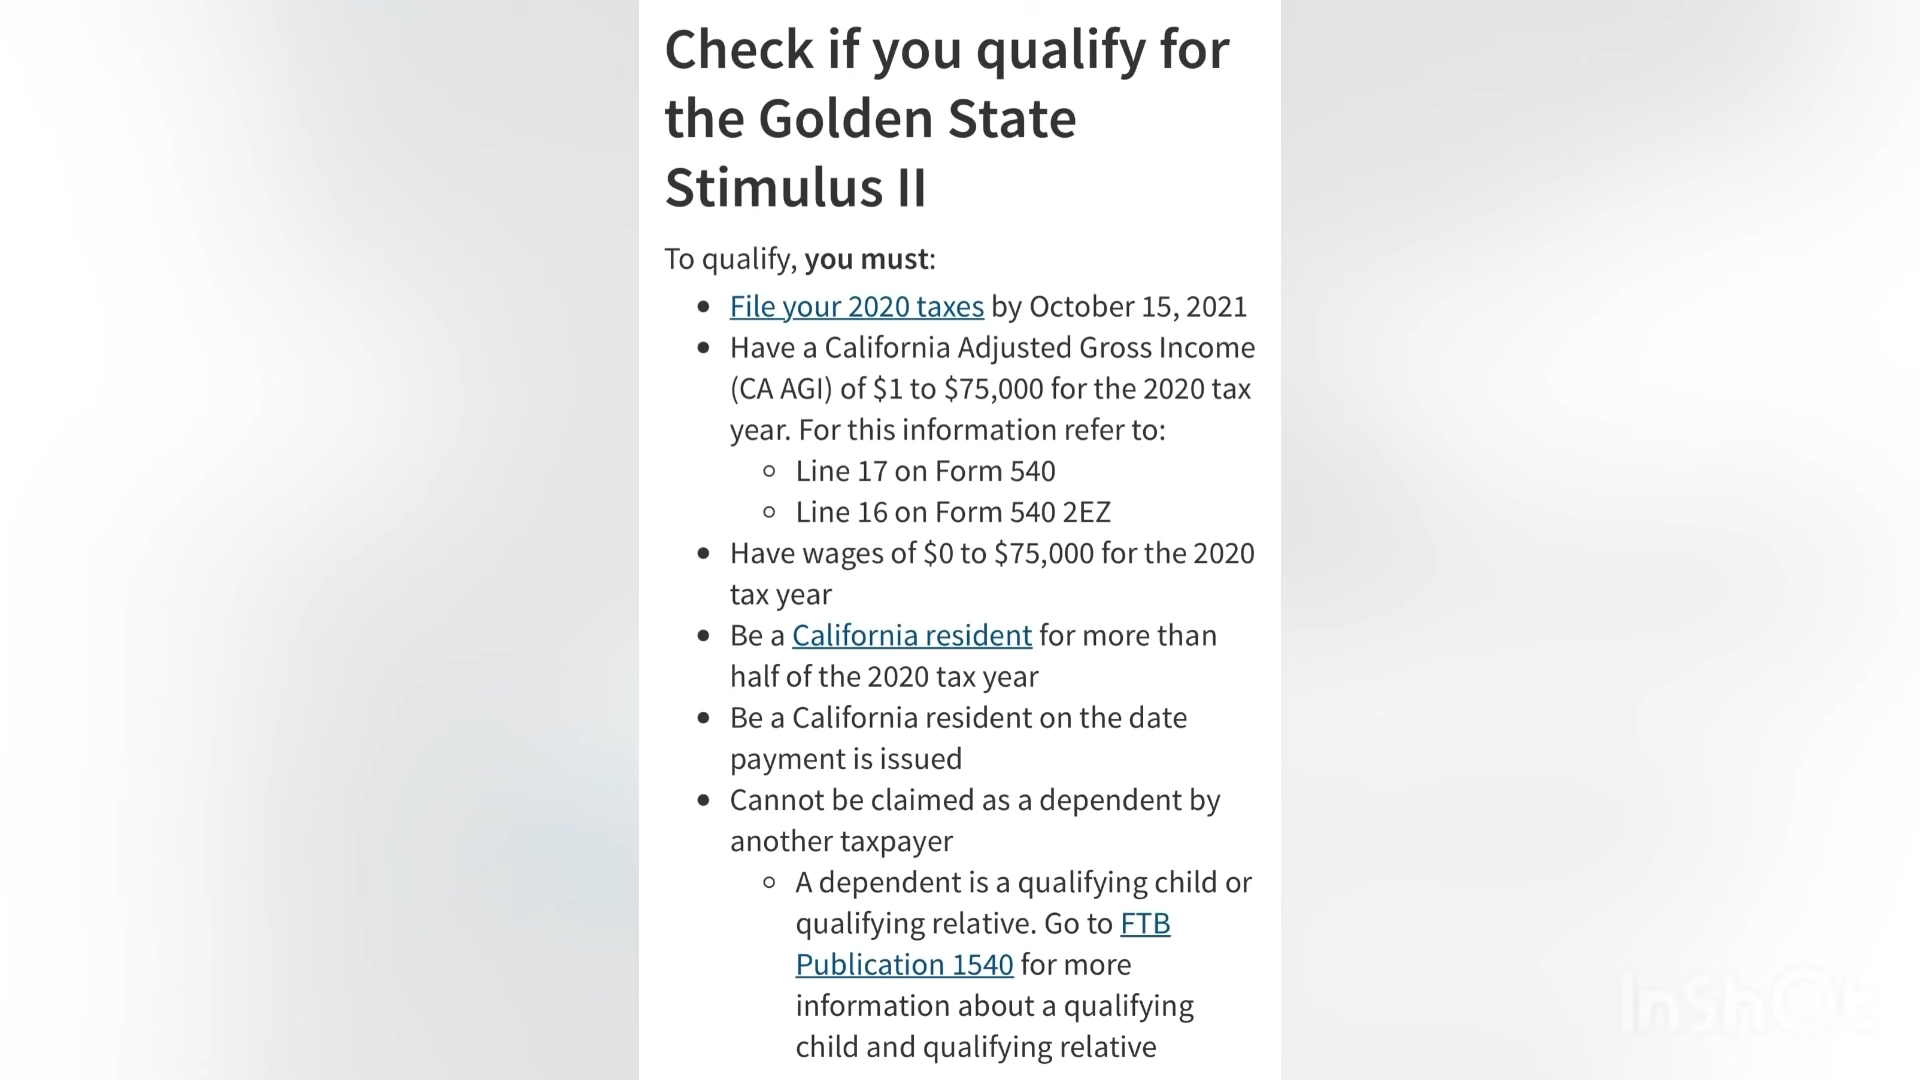 Check if you qualify for
the Golden State
Stimulus II
To qualify, you must:
File your 2020 taxes by October 15, 2021
Have a California Adjusted Gross Income
(CA AGI) of $1 to $75,000 for the 2020 tax
year. For this information refer to:
Line 17 on Form 540
Line 16 on Form 540 2EZ
Have wages of $0 to $75,000 for the 2020
tax year
Be a California resident for more than
half of the 2020 tax year
Be a California resident on the date
payment is issued
Cannot be claimed as a dependent by
another taxpayer
A dependent is a qualifying child or
qualifying relative. Go to FTB
Publication 1540 for more
information about a qualifying
child and qualifying relative
InShOt